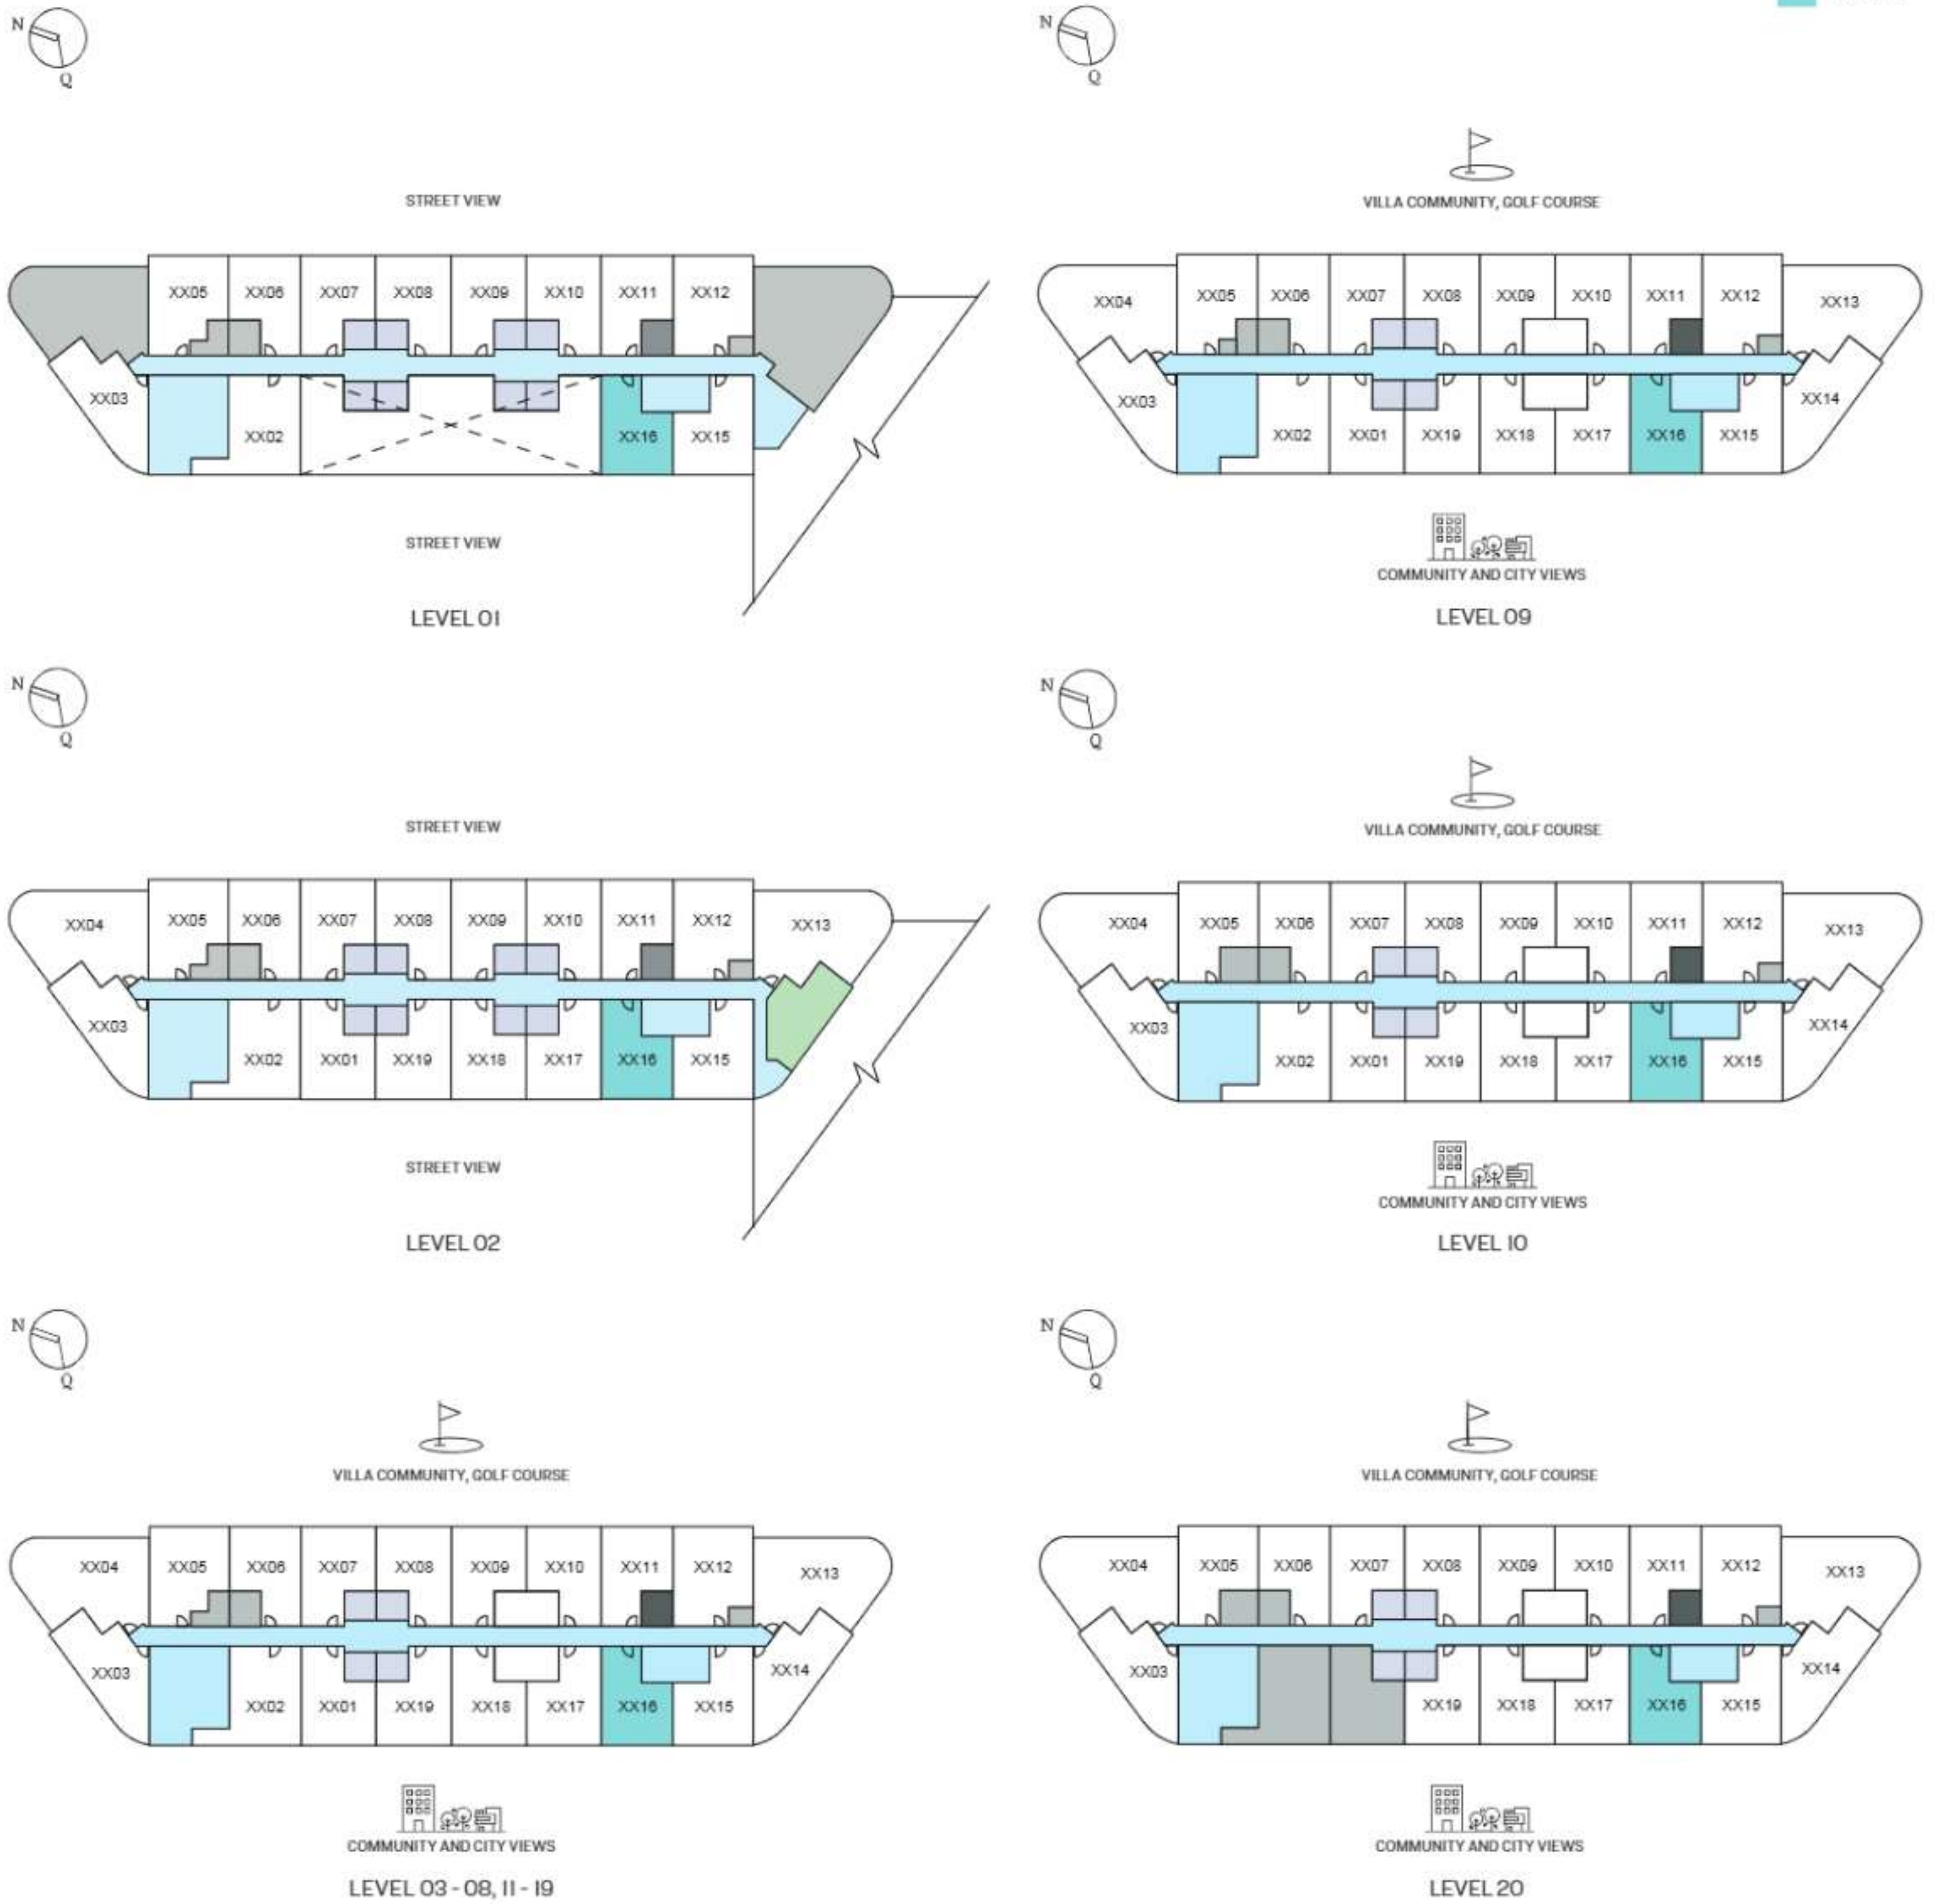 N
Q
STREET VIEW
XX05 XX06 XX07 XX08 XX09 XX10 XX11 XX12
XX03
XX02 XX16 XX15
STREET VIEW
LEVEL 01
N
Q
VILLA COMMUNITY, GOLF COURSE
XX04 XX05 XX06 XX07 XX08 XX09 XX10 XX11 XX12 XX13
XX03 XX14
XX02 XX01 XX19 XX18 XX17 XX16 XX15
COMMUNITY AND CITY VIEWS
LEVEL 09
N
Q
STREET VIEW
XX04 XX05 XX06 XX07 XX08 XX09 XX10 XX11 XX12 XX13
XX03
XX02 XX01 XX19 XX18 XX17 XX16 XX15
STREET VIEW
LEVEL 02
N
Q
VILLA COMMUNITY, GOLF COURSE
XX04 XX05 XX06 XX07 XX08 XX09 XX10 XX11 XX12 XX13
XX03 XX14
XX02 XX01 XX19 XX18 XX17 XX16 XX15
COMMUNITY AND CITY VIEWS
LEVEL 10
N
Q
VILLA COMMUNITY, GOLF COURSE
XX04 XX05 XX06 XX07 XX08 XX09 XX10 XX11 XX12 XX13
XX03 XX14
XX02 XX01 XX19 XX18 XX17 XX16 XX15
COMMUNITY AND CITY VIEWS
LEVEL 03 - 08, 11 - 19
N
Q
VILLA COMMUNITY, GOLF COURSE
XX04 XX05 XX06 XX07 XX08 XX09 XX10 XX11 XX12 XX13
XX03 XX14
XX19 XX18 XX17 XX16 XX15
COMMUNITY AND CITY VIEWS
LEVEL 20